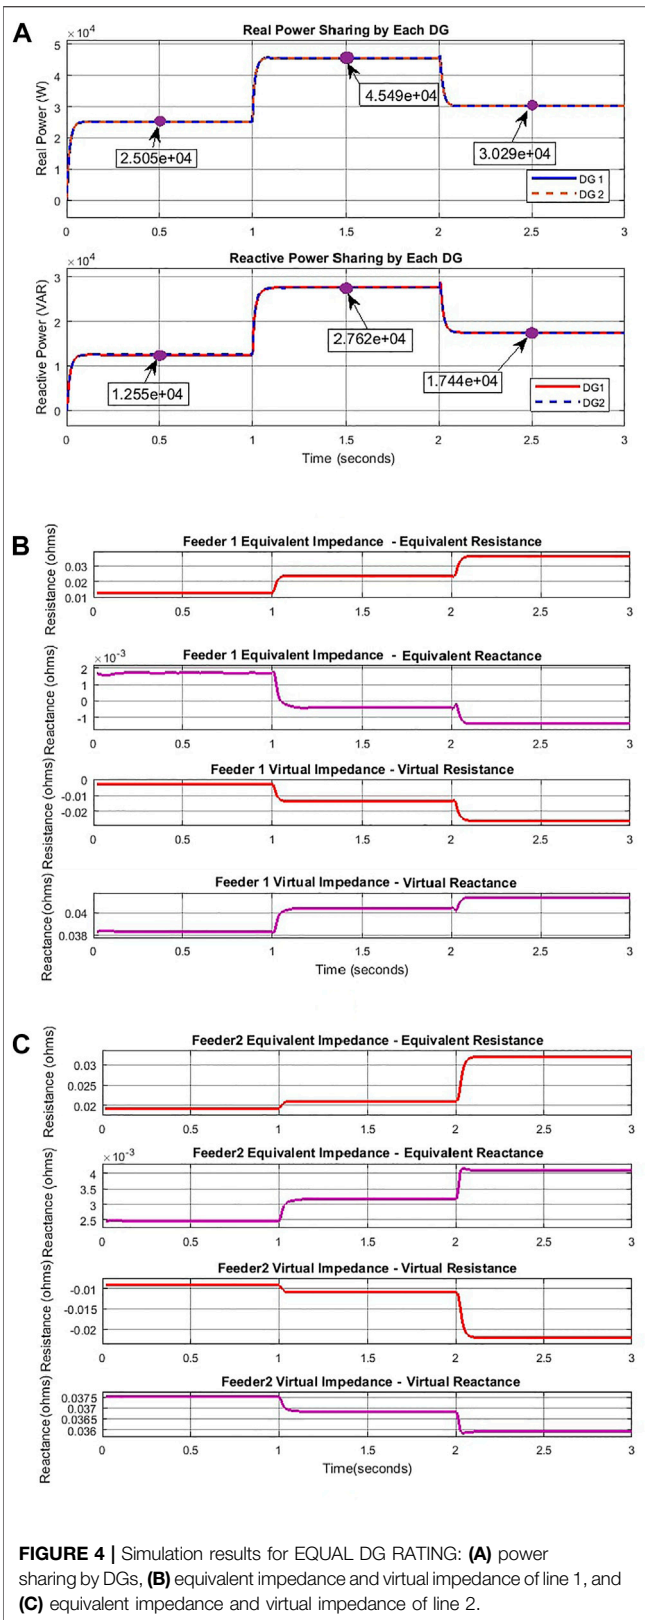 A
Real Power Sharing by Each DG
×10⁴
Real Power (W)
5
4
3
2
1
0
4.549e+04
2.505e+04
3.029e+04
DG 1
DG 2
0 0.5 1 1.5 2 2.5 3
Reactive Power Sharing by Each DG
×10⁴
Reactive Power (VAR)
3
2
1
0
2.762e+04
1.744e+04
1.255e+04
DG1
DG2
0 0.5 1 1.5 2 2.5 3
Time (seconds)
B
Feeder 1 Equivalent Impedance - Equivalent Resistance
Resistance (ohms)
0.03
0.02
0.01
0 0.5 1 1.5 2 2.5 3
×10⁻³
Feeder 1 Equivalent Impedance - Equivalent Reactance
Reactance (ohms)
2
1
0
-1
0 0.5 1 1.5 2 2.5 3
Feeder 1 Virtual Impedance - Virtual Resistance
Resistance (ohms)
0
-0.01
-0.02
0 0.5 1 1.5 2 2.5 3
Feeder 1 Virtual Impedance - Virtual Reactance
Reactance (ohms)
0.04
0.038
0 0.5 1 1.5 2 2.5 3
Time (seconds)
C
Feeder2 Equivalent Impedance - Equivalent Resistance
Resistance (ohms)
0.03
0.025
0.02
0 0.5 1 1.5 2 2.5 3
×10⁻³
Feeder2 Equivalent Impedance - Equivalent Reactance
Reactance (ohms)
4
3.5
3
2.5
0 0.5 1 1.5 2 2.5 3
Feeder2 Virtual Impedance - Virtual Resistance
Resistance (ohms)
-0.01
-0.015
-0.02
0 0.5 1 1.5 2 2.5 3
Feeder2 Virtual Impedance - Virtual Reactance
Reactance (ohms)
0.0375
0.037
0.0365
0.036
0 0.5 1 1.5 2 2.5 3
Time(seconds)
FIGURE 4 | Simulation results for EQUAL DG RATING: (A) power
sharing by DGs, (B) equivalent impedance and virtual impedance of line 1, and
(C) equivalent impedance and virtual impedance of line 2.